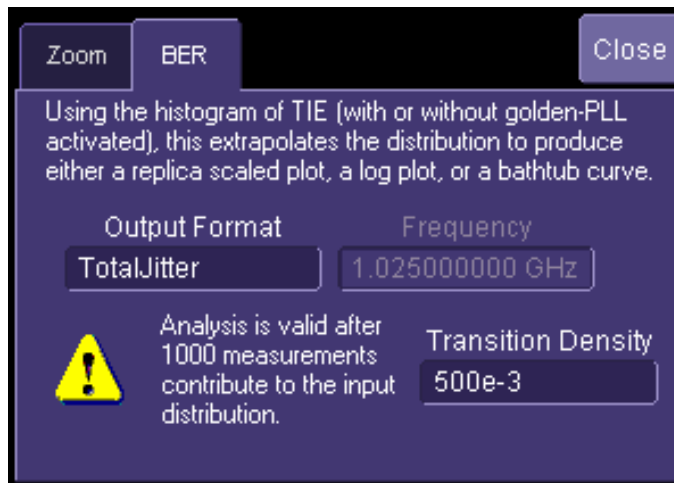 Zoom
BER
Close
Using the histogram of TIE (with or without golden-PLL
activated), this extrapolates the distribution to produce
either a replica scaled plot, a log plot, or a bathtub curve.
Output Format
Frequency
TotalJitter
1.025000000 GHz
Analysis is valid after
1000 measurements
contribute to the input
distribution.
Transition Density
500e-3